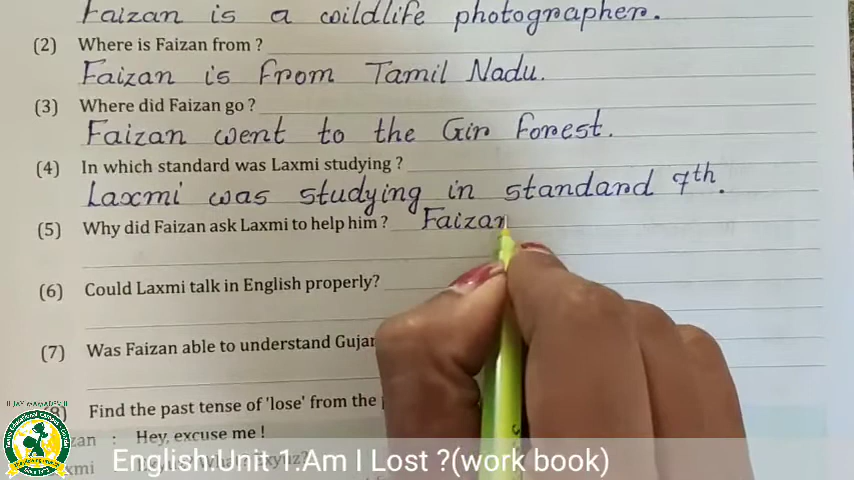 Faizan is a wildlife photographer.
(2) Where is Faizan from ?
Faizan is from Tamil Nadu.
(3) Where did Faizan go ?
Faizan went to the Gir Forest.
(4) In which standard was Laxmi studying ?
Laxmi was studying in standard 7th.
(5) Why did Faizan ask Laxmi to help him ? Faizan
(6) Could Laxmi talk in English properly?
(7) Was Faizan able to understand
(8) Find the past tense of 'lose' from the
: Hey, excuse me !
JAY MAMADEV JI
English:Unit 1:Am I Lost ?(work book)